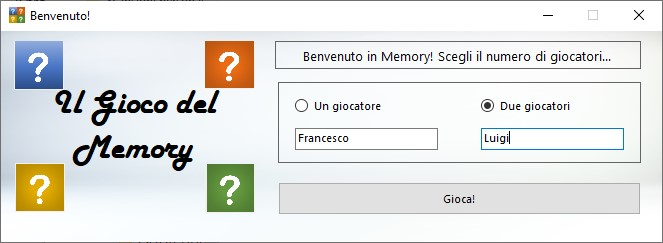 Benvenuto!
?
?
Il Gioco del
Memory
?
?
Benvenuto in Memory! Scegli il numero di giocatori...
Un giocatore
Due giocatori
Francesco
Luigi
Gioca!